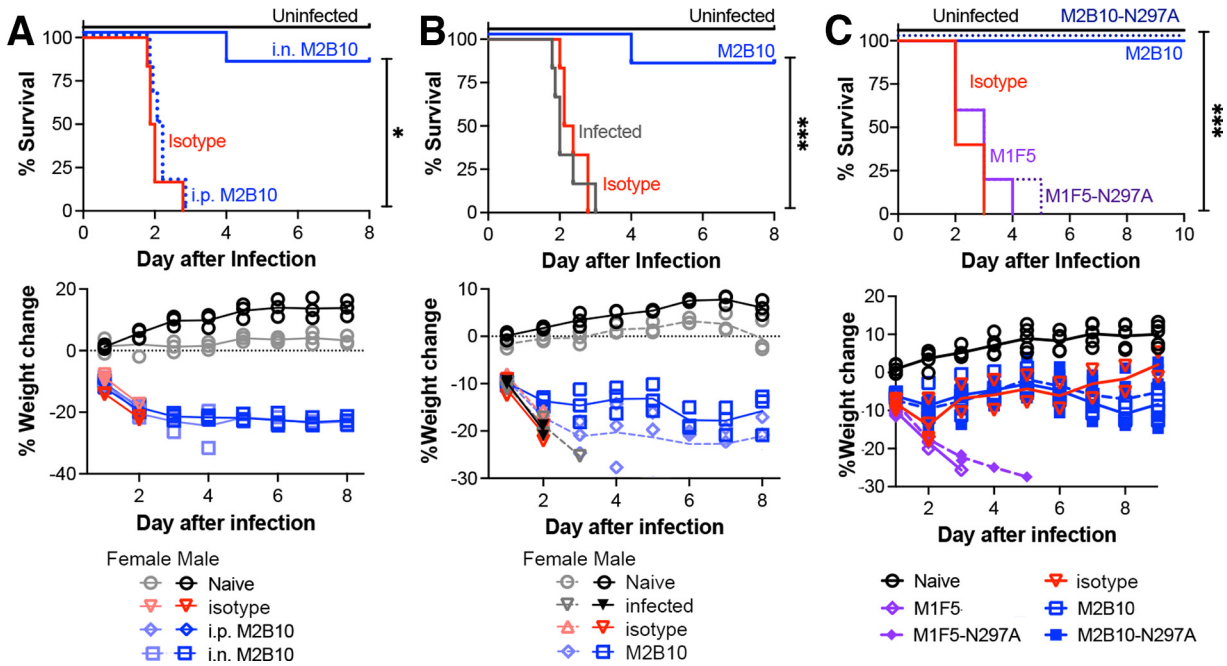 A
Uninfected
i.n. M2B10
100
75
50
25
0
% Survival
Isotype
i.p. M2B10
*
0 2 4 6 8
Day after Infection
20
0
-20
-40
% Weight change
2 4 6 8
Day after infection
Female Male
Naive
isotype
i.p. M2B10
i.n. M2B10
B
Uninfected
M2B10
100
75
50
25
0
% Survival
Infected
Isotype
***
0 2 4 6 8
Day after Infection
10
0
-10
-20
-30
%Weight change
2 4 6 8
Day after infection
Female Male
Naive
infected
isotype
M2B10
C
Uninfected M2B10-N297A
M2B10
100
75
50
25
0
% Survival
Isotype
M1F5
M1F5-N297A
***
0 2 4 6 8 10
Day after Infection
20
10
0
-10
-20
-30
%Weight change
2 4 6 8
Day after infection
Naive isotype
M1F5 M2B10
M1F5-N297A M2B10-N297A